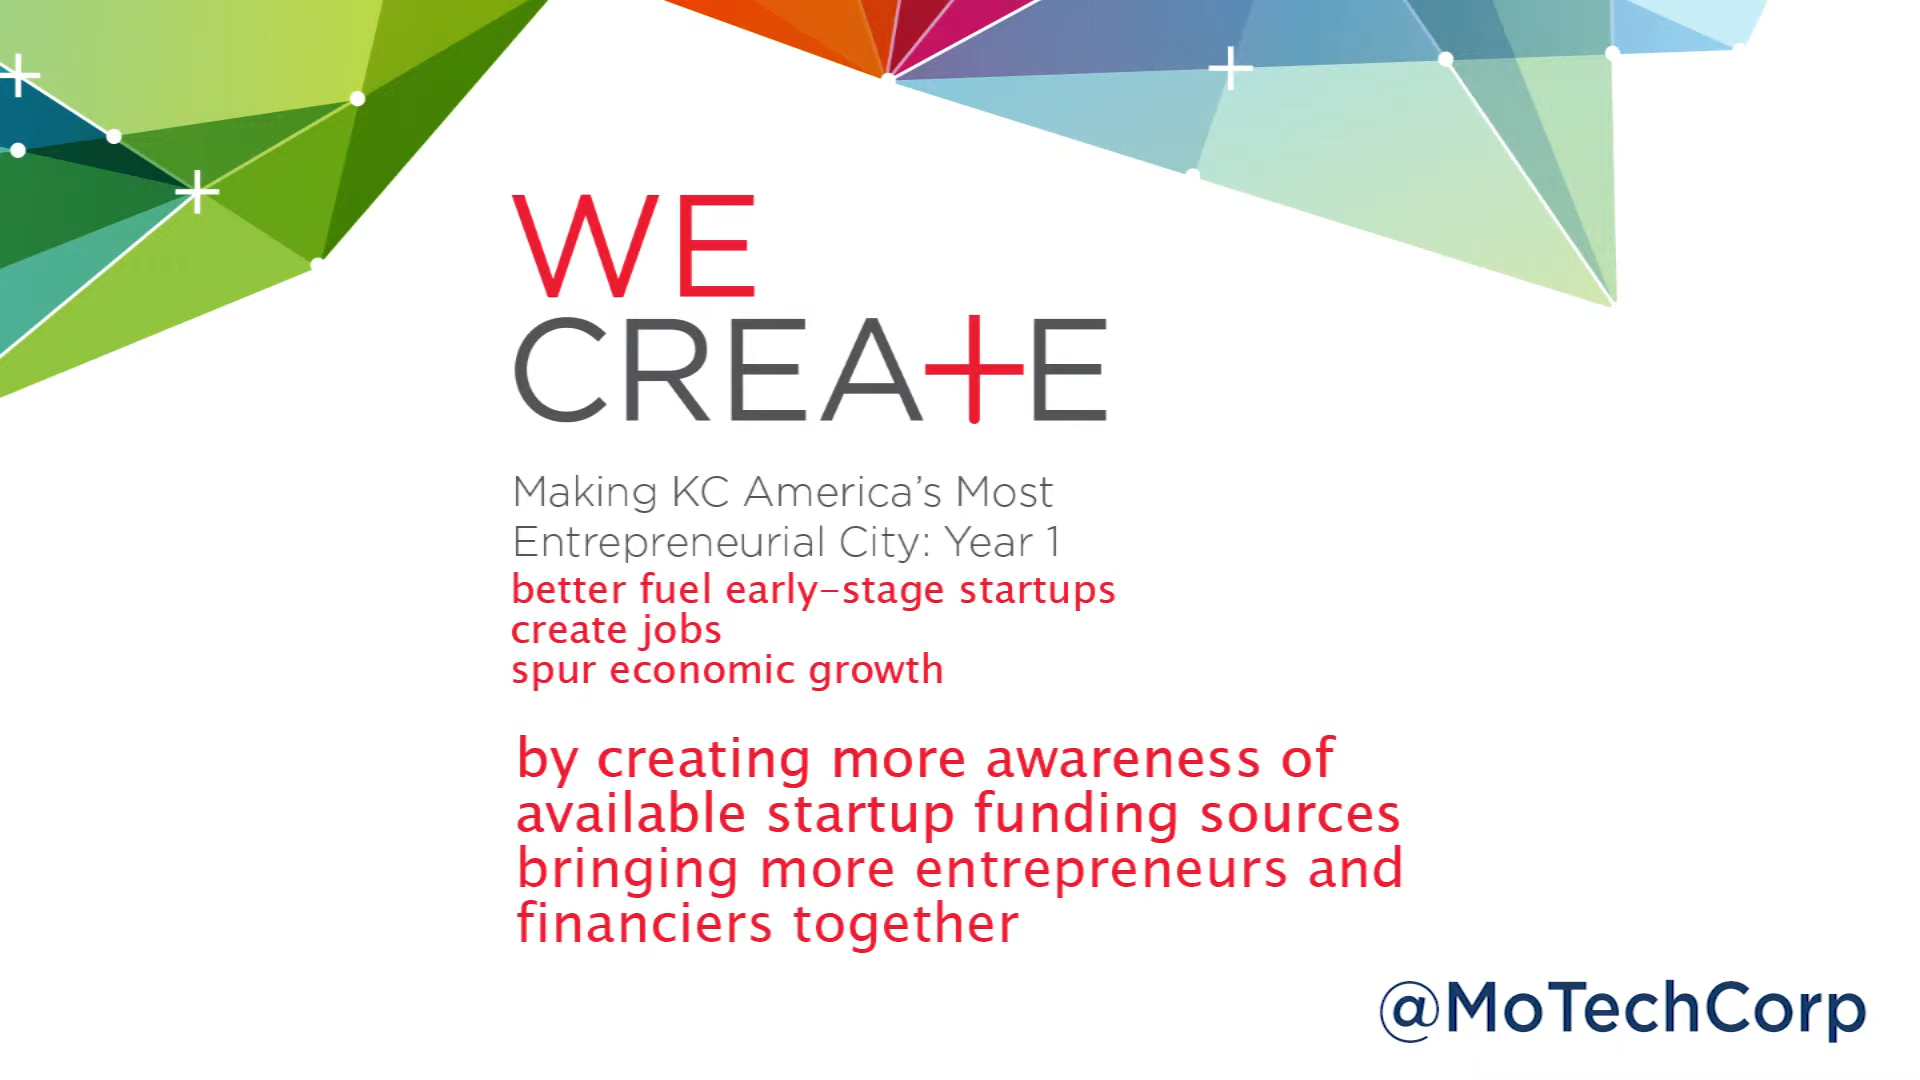 WE
CREATE
Making KC America's Most
Entrepreneurial City: Year 1
better fuel early-stage startups
create jobs
spur economic growth
by creating more awareness of
available startup funding sources
bringing more entrepreneurs and
financiers together
@MoTechCorp